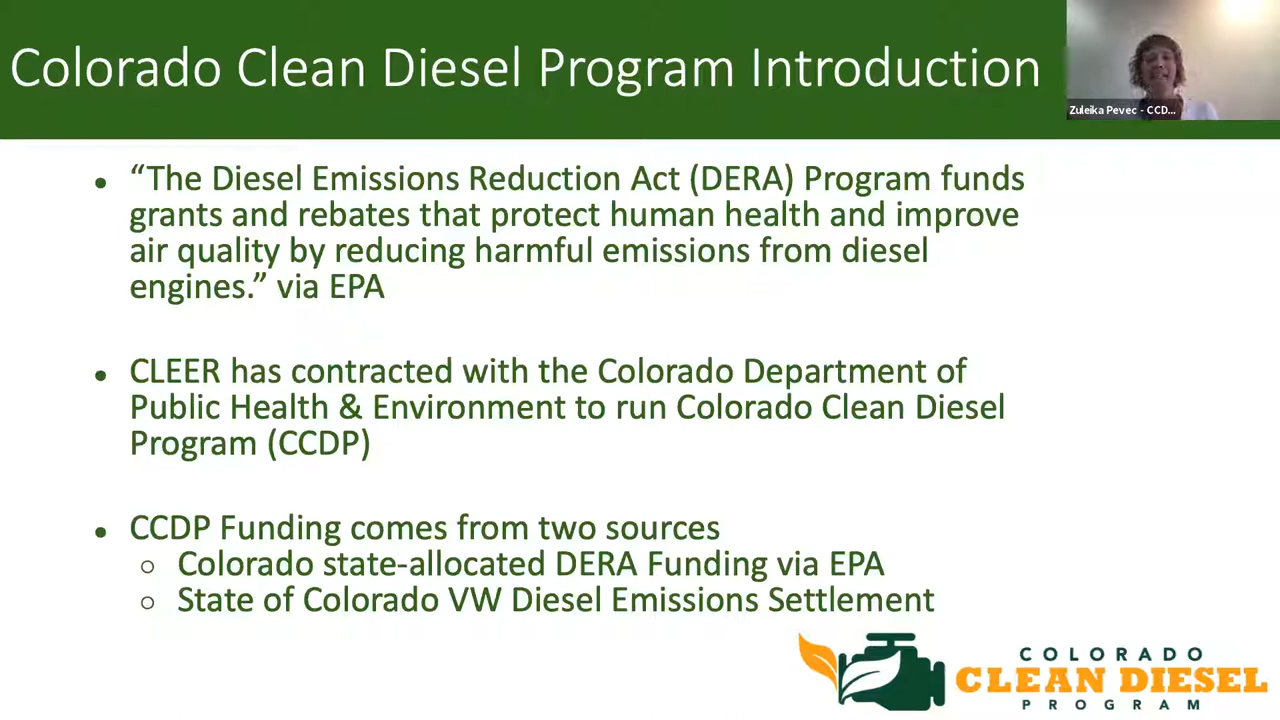 Colorado Clean Diesel Program Introduction
Zuleika Pevec - CCD...
• “The Diesel Emissions Reduction Act (DERA) Program funds
grants and rebates that protect human health and improve
air quality by reducing harmful emissions from diesel
engines.” via EPA
• CLEER has contracted with the Colorado Department of
Public Health & Environment to run Colorado Clean Diesel
Program (CCDP)
• CCDP Funding comes from two sources
○ Colorado state-allocated DERA Funding via EPA
○ State of Colorado VW Diesel Emissions Settlement
COLORADO
CLEAN DIESEL
PROGRAM